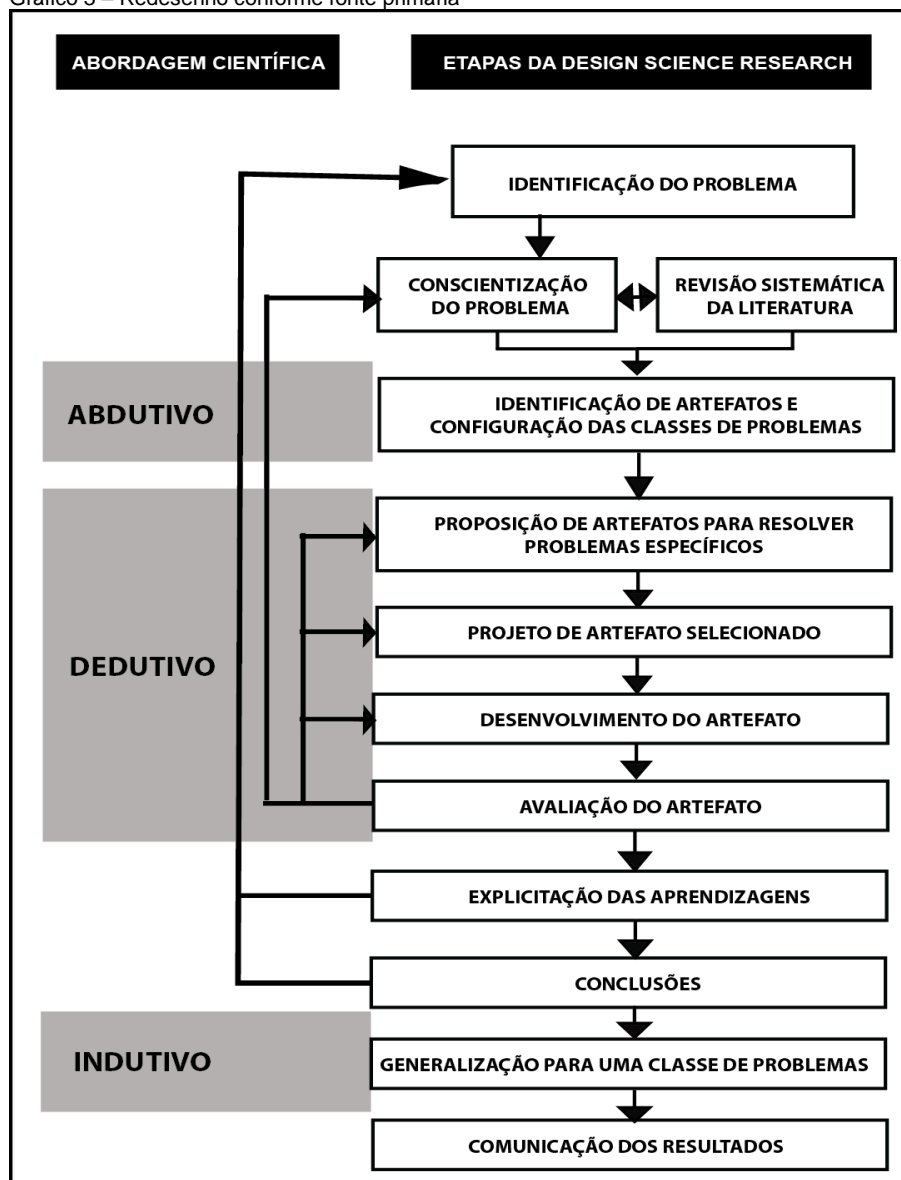 Gráfico 3 – Redesenho conforme fonte primária
ABORDAGEM CIENTÍFICA
ETAPAS DA DESIGN SCIENCE RESEARCH
IDENTIFICAÇÃO DO PROBLEMA
CONSCIENTIZAÇÃO
DO PROBLEMA
REVISÃO SISTEMÁTICA
DA LITERATURA
ABDUTIVO
IDENTIFICAÇÃO DE ARTEFATOS E
CONFIGURAÇÃO DAS CLASSES DE PROBLEMAS
DEDUTIVO
PROPOSIÇÃO DE ARTEFATOS PARA RESOLVER
PROBLEMAS ESPECÍFICOS
PROJETO DE ARTEFATO SELECIONADO
DESENVOLVIMENTO DO ARTEFATO
AVALIAÇÃO DO ARTEFATO
EXPLICITAÇÃO DAS APRENDIZAGENS
CONCLUSÕES
INDUTIVO
GENERALIZAÇÃO PARA UMA CLASSE DE PROBLEMAS
COMUNICAÇÃO DOS RESULTADOS